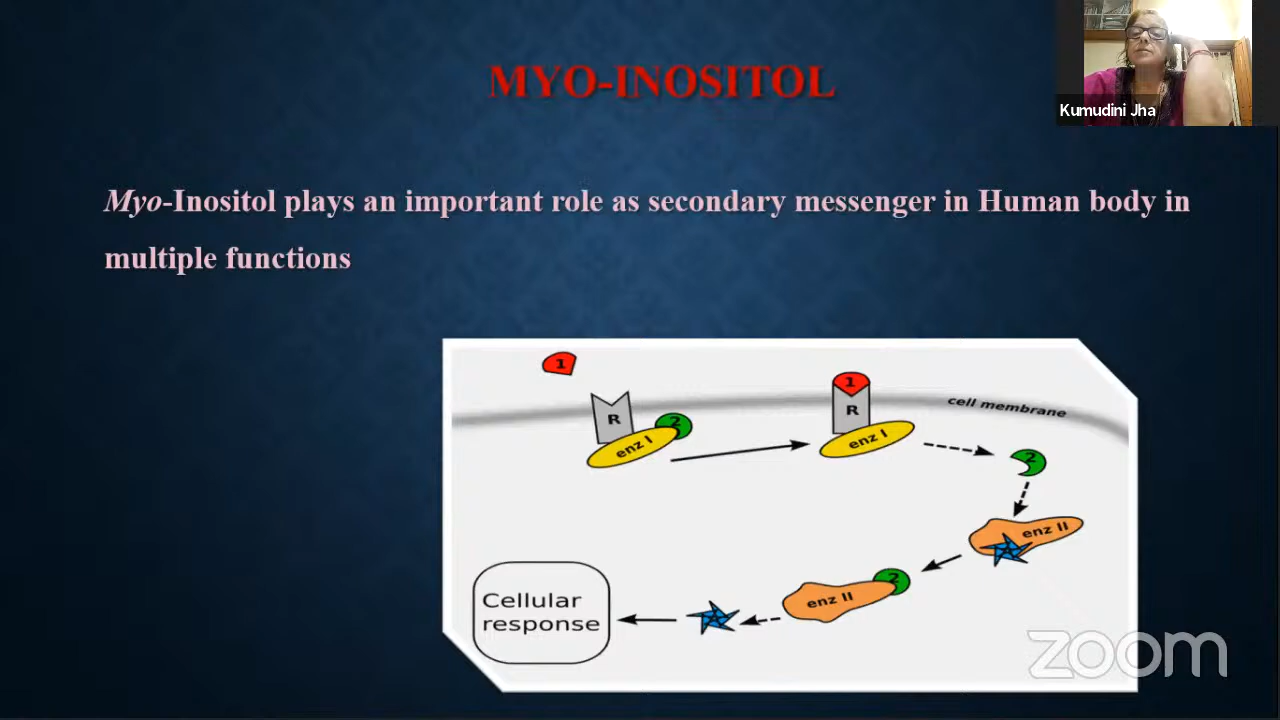 MYO-INOSITOL
Kumudini Jha
Myo-Inositol plays an important role as secondary messenger in Human body in
multiple functions
1
R
enz I
2
1
R
enz I
cell membrane
2
enz II
enz II
2
Cellular
response
zoom